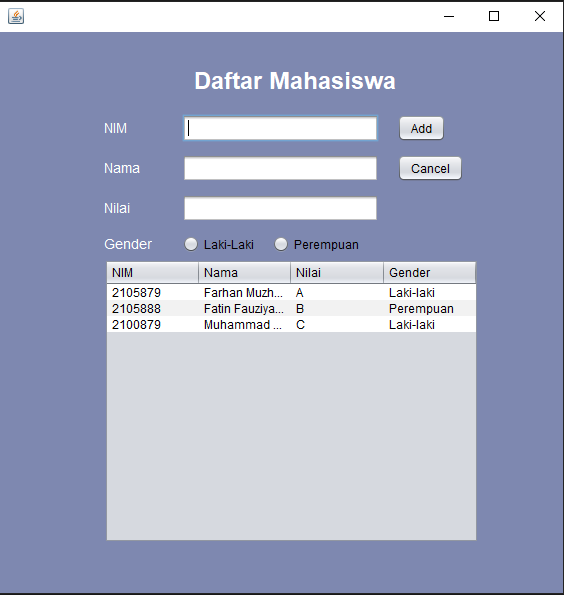 Daftar Mahasiswa
NIM Add
Nama Cancel
Nilai
Gender Laki-Laki Perempuan
NIM Nama Nilai Gender
2105879 Farhan Muzh... A Laki-laki
2105888 Fatin Fauziya... B Perempuan
2100879 Muhammad ... C Laki-laki